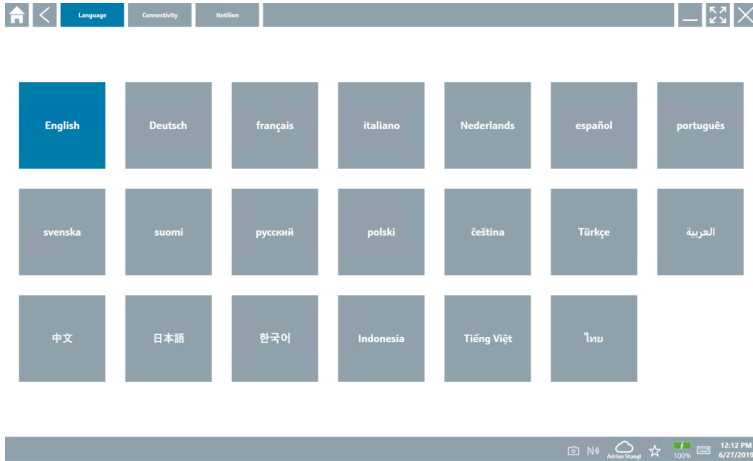 Language Connectivity Netilion
English Deutsch français italiano Nederlands español português
svenska suomi русский polski čeština Türkçe العربية
中文 日本語 한국어 Indonesia Tiếng Việt ไทย
12:12 PM
Adrian Stangl 100% 6/27/2019